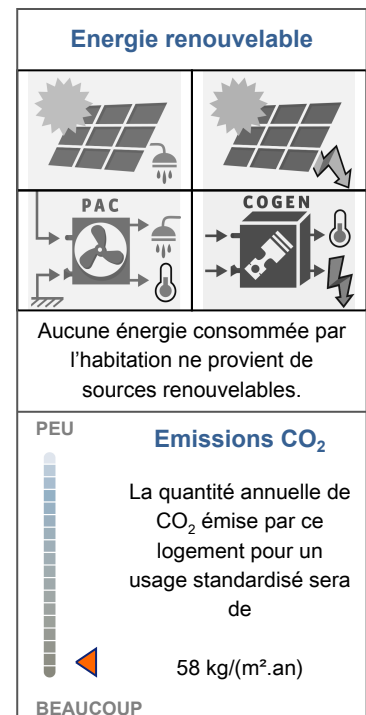 Energie renouvelable
PAC
COGEN
Aucune énergie consommée par
l'habitation ne provient de
sources renouvelables.
PEU
Emissions CO₂
La quantité annuelle de
CO₂ émise par ce
logement pour un
usage standardisé sera
de
58 kg/(m².an)
BEAUCOUP